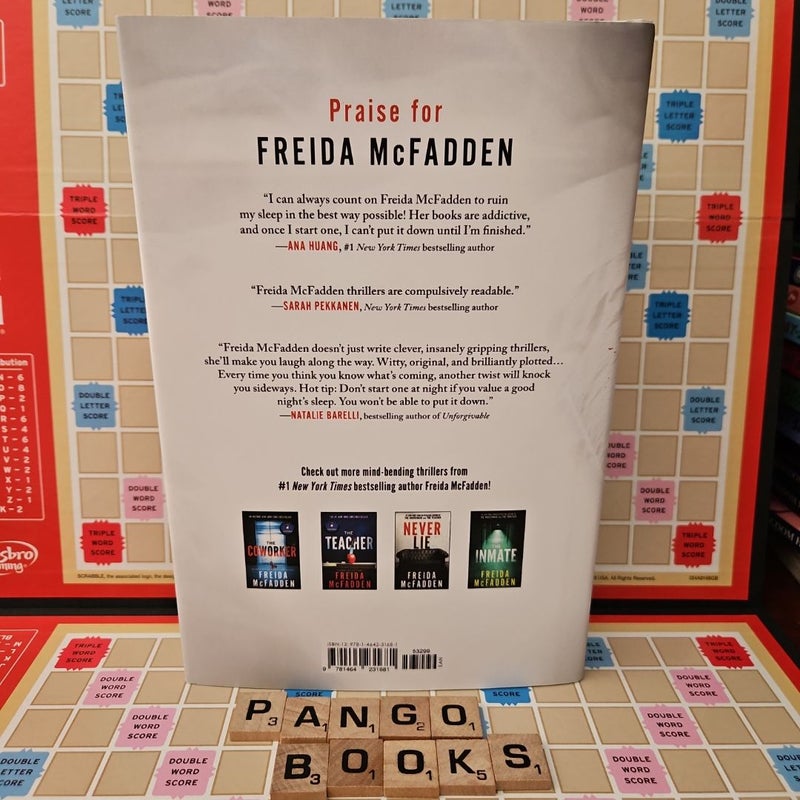 Praise for
FREIDA McFADDEN
“I can always count on Freida McFadden to ruin
my sleep in the best way possible! Her books are addictive,
and once I start one, I can’t put it down until I’m finished.”
—ANA HUANG, #1 New York Times bestselling author
“Freida McFadden thrillers are compulsively readable.”
—SARAH PEKKANEN, New York Times bestselling author
“Freida McFadden doesn’t just write clever, insanely gripping thrillers,
she’ll make you laugh along the way. Witty, original, and brilliantly plotted…
Every time you think you know what’s coming, another twist will knock
you sideways. Hot tip: Don’t start one at night if you value a good
night’s sleep. You won’t be able to put it down.”
—NATALIE BARELLI, bestselling author of Unforgivable
Check out more mind-bending thrillers from
#1 New York Times bestselling author Freida McFadden!
THE
COWORKER
FREIDA
McFADDEN
THE
TEACHER
FREIDA
McFADDEN
NEVER
LIE
FREIDA
McFADDEN
THE
INMATE
FREIDA
McFADDEN
53299
EAN
P3 A1 N1 G2 O1
B3 O1 O1 K5 S1
DOUBLE
LETTER
SCORE
TRIPLE
LETTER
SCORE
TRIPLE
WORD
SCORE
DOUBLE
WORD
SCORE